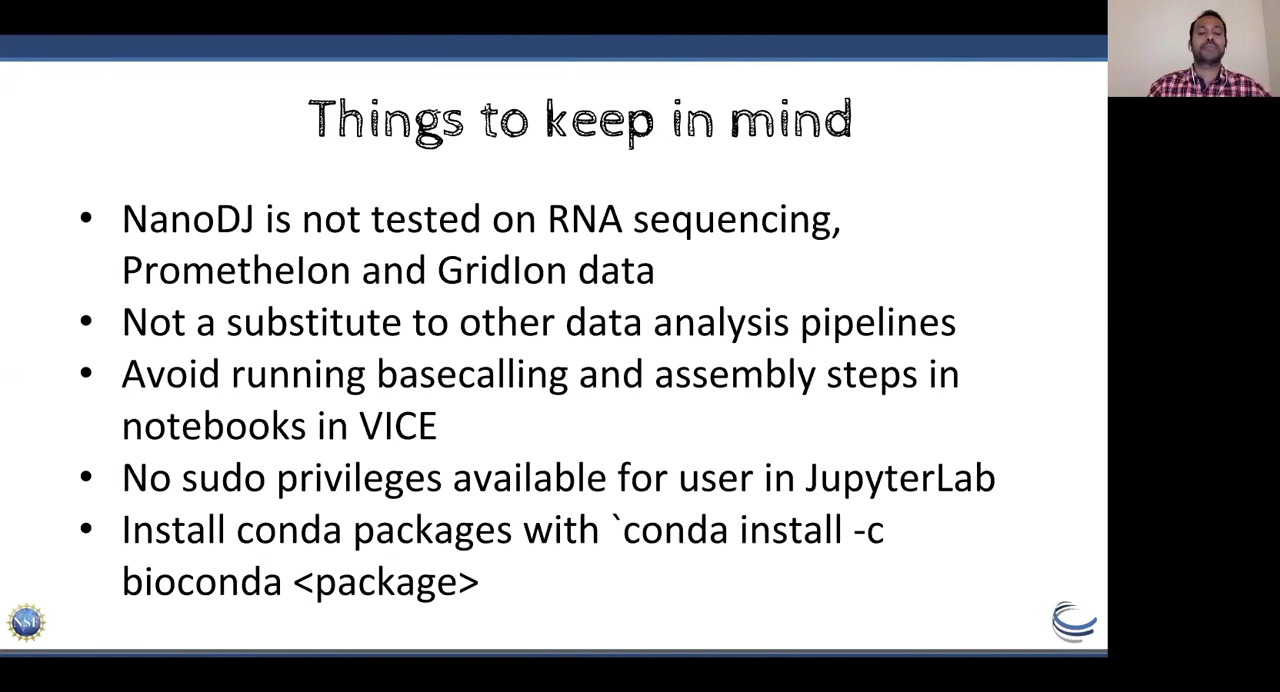 Things to keep in mind
• NanoDJ is not tested on RNA sequencing,
PrometheIon and GridIon data
• Not a substitute to other data analysis pipelines
• Avoid running basecalling and assembly steps in
notebooks in VICE
• No sudo privileges available for user in JupyterLab
• Install conda packages with `conda install -c
bioconda <package>
NSF